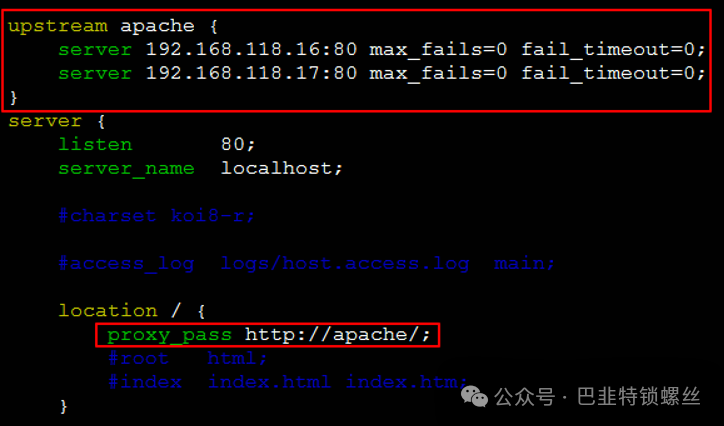 upstream apache {
    server 192.168.118.16:80 max_fails=0 fail_timeout=0;
    server 192.168.118.17:80 max_fails=0 fail_timeout=0;
}
server {
    listen       80;
    server_name  localhost;

    #charset koi8-r;

    #access_log  logs/host.access.log  main;

    location / {
        proxy_pass http://apache/;
        #root   html;
        #index  index.html index.htm;
    }
公众号 · 巴韭特锁螺丝